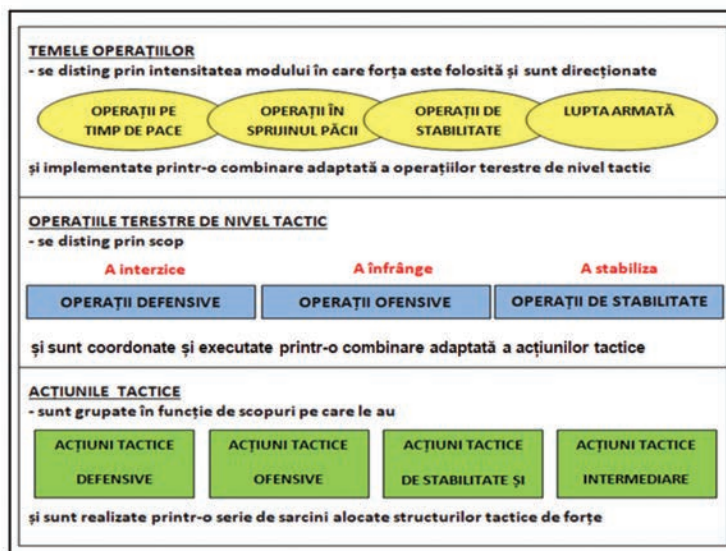 TEMELE OPERAȚIILOR
- se disting prin intensitatea modului în care forța este folosită și sunt direcționate
OPERAȚII PE
TIMP DE PACE
OPERAȚII ÎN
SPRIJINUL PĂCII
OPERAȚII DE
STABILITATE
LUPTA ARMATĂ
și implementate printr-o combinare adaptată a operațiilor terestre de nivel tactic
OPERAȚIILE TERESTRE DE NIVEL TACTIC
- se disting prin scop
A interzice
A înfrânge
A stabiliza
OPERAȚII DEFENSIVE
OPERAȚII OFENSIVE
OPERAȚII DE STABILITATE
și sunt coordonate și executate printr-o combinare adaptată a acțiunilor tactice
ACȚIUNILE TACTICE
- sunt grupate în funcție de scopuri pe care le au
ACȚIUNI TACTICE
DEFENSIVE
ACȚIUNI TACTICE
OFENSIVE
ACȚIUNI TACTICE
DE STABILITATE ȘI
ACȚIUNI TACTICE
INTERMEDIARE
și sunt realizate printr-o serie de sarcini alocate structurilor tactice de forțe